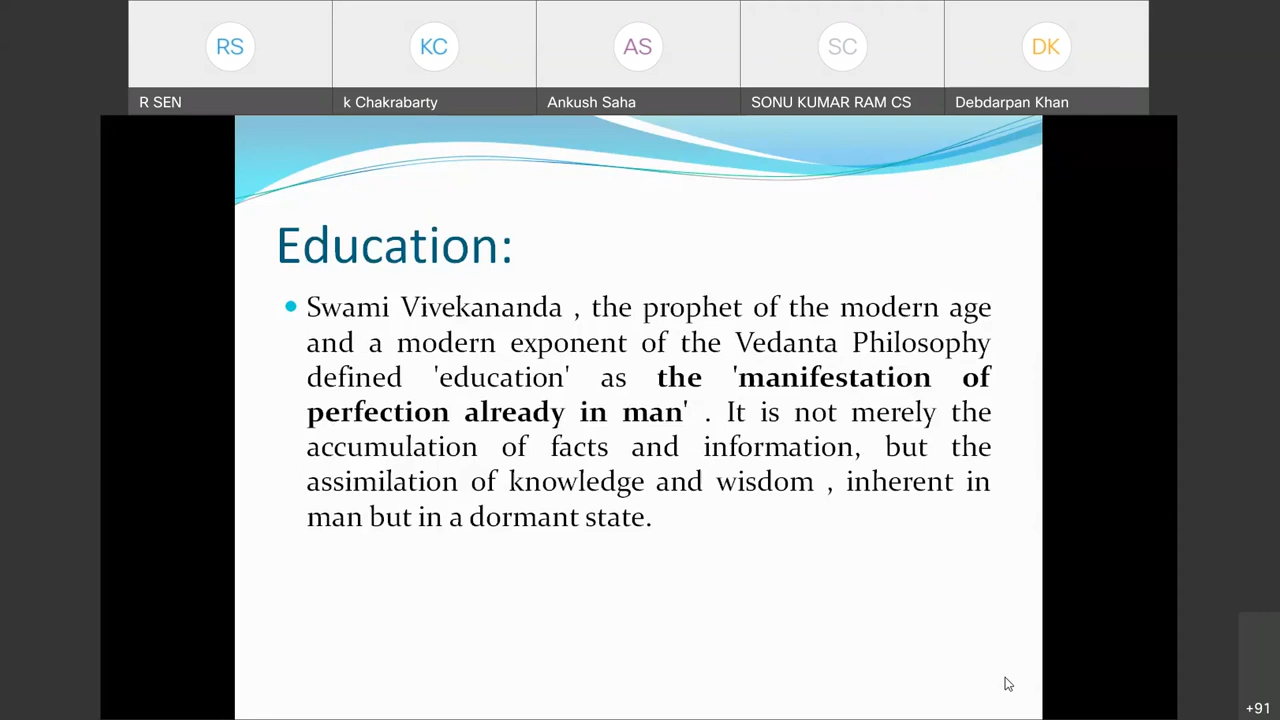 RS
KC
AS
SC
DK
R SEN
k Chakrabarty
Ankush Saha
SONU KUMAR RAM CS
Debdarpan Khan
Education:
Swami Vivekananda , the prophet of the modern age
and a modern exponent of the Vedanta Philosophy
defined 'education' as the 'manifestation of
perfection already in man' . It is not merely the
accumulation of facts and information, but the
assimilation of knowledge and wisdom , inherent in
man but in a dormant state.
+91